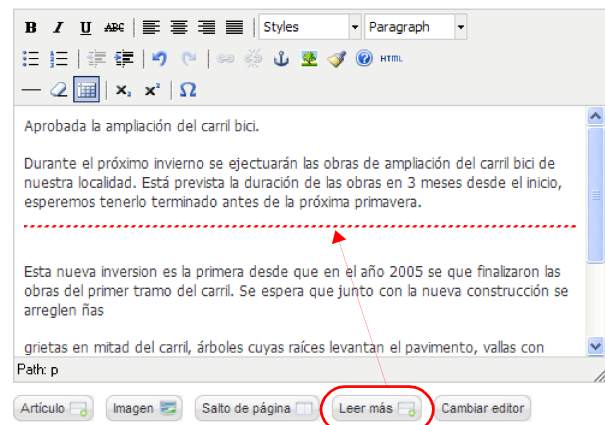 B I U ABC Styles Paragraph
HTML
x₂ x² Ω
Aprobada la ampliación del carril bici.
Durante el próximo invierno se ejectuarán las obras de ampliación del carril bici de
nuestra localidad. Está prevista la duración de las obras en 3 meses desde el inicio,
esperemos tenerlo terminado antes de la próxima primavera.
Esta nueva inversion es la primera desde que en el año 2005 se que finalizaron las
obras del primer tramo del carril. Se espera que junto con la nueva construcción se
arreglen ñas
grietas en mitad del carril, árboles cuyas raíces levantan el pavimento, vallas con
Path: p
Artículo Imagen Salto de página Leer más Cambiar editor